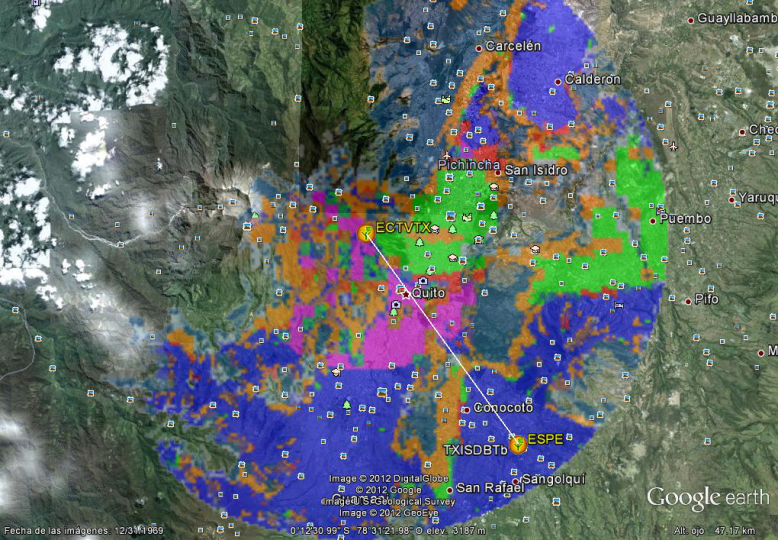 Guayllabamb
Carcelén
Calderon
Chec
Pichincha
San Isidro
Yaruqu
Puembo
ECTVTX
Quito
Pifo
M
Conocoto
ESPE
TXISDBTb
Sangolqui
San Rafael
Image © 2012 DigitalGlobe
© 2012 Google
Image U.S. Geological Survey
Image © 2012 GeoEye
Google earth
Fecha de las imágenes: 12/31/1969
0°12'30.99" S 78°31'21.98" O elev. 3187 m
Alt. ojo 47.17 km